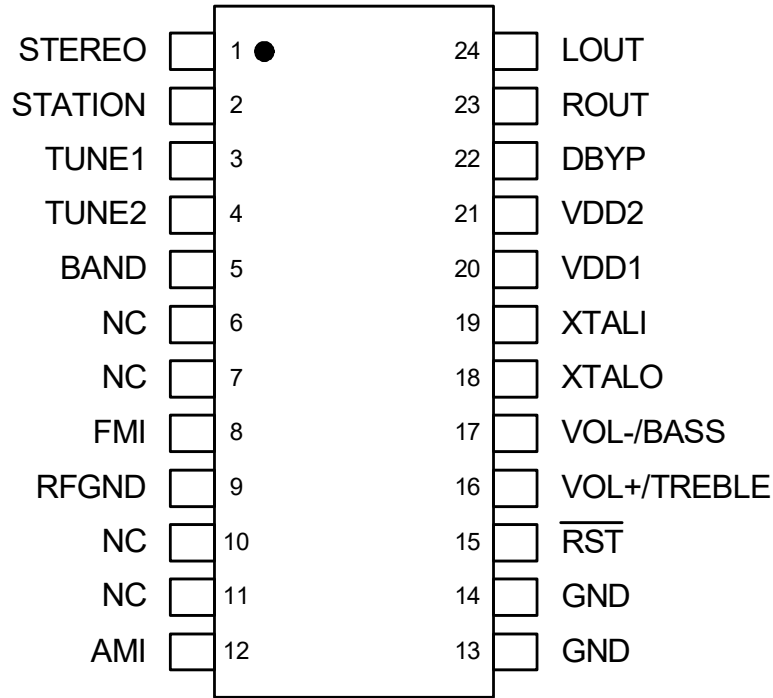 STEREO 1 24 LOUT
STATION 2 23 ROUT
TUNE1 3 22 DBYP
TUNE2 4 21 VDD2
BAND 5 20 VDD1
NC 6 19 XTALI
NC 7 18 XTALO
FMI 8 17 VOL-/BASS
RFGND 9 16 VOL+/TREBLE
NC 10 15 RST
NC 11 14 GND
AMI 12 13 GND